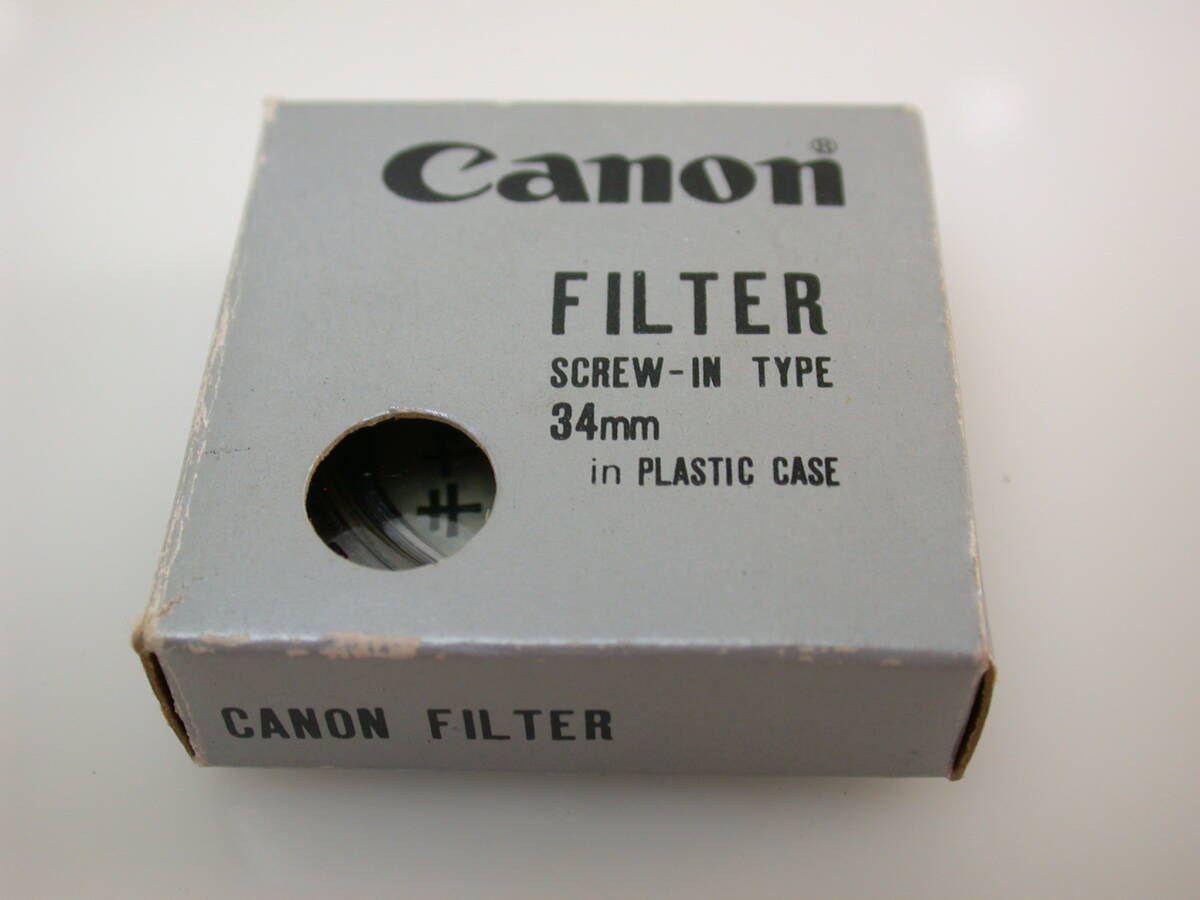 Canon®
FILTER
SCREW-IN TYPE
34mm
in PLASTIC CASE
CANON FILTER